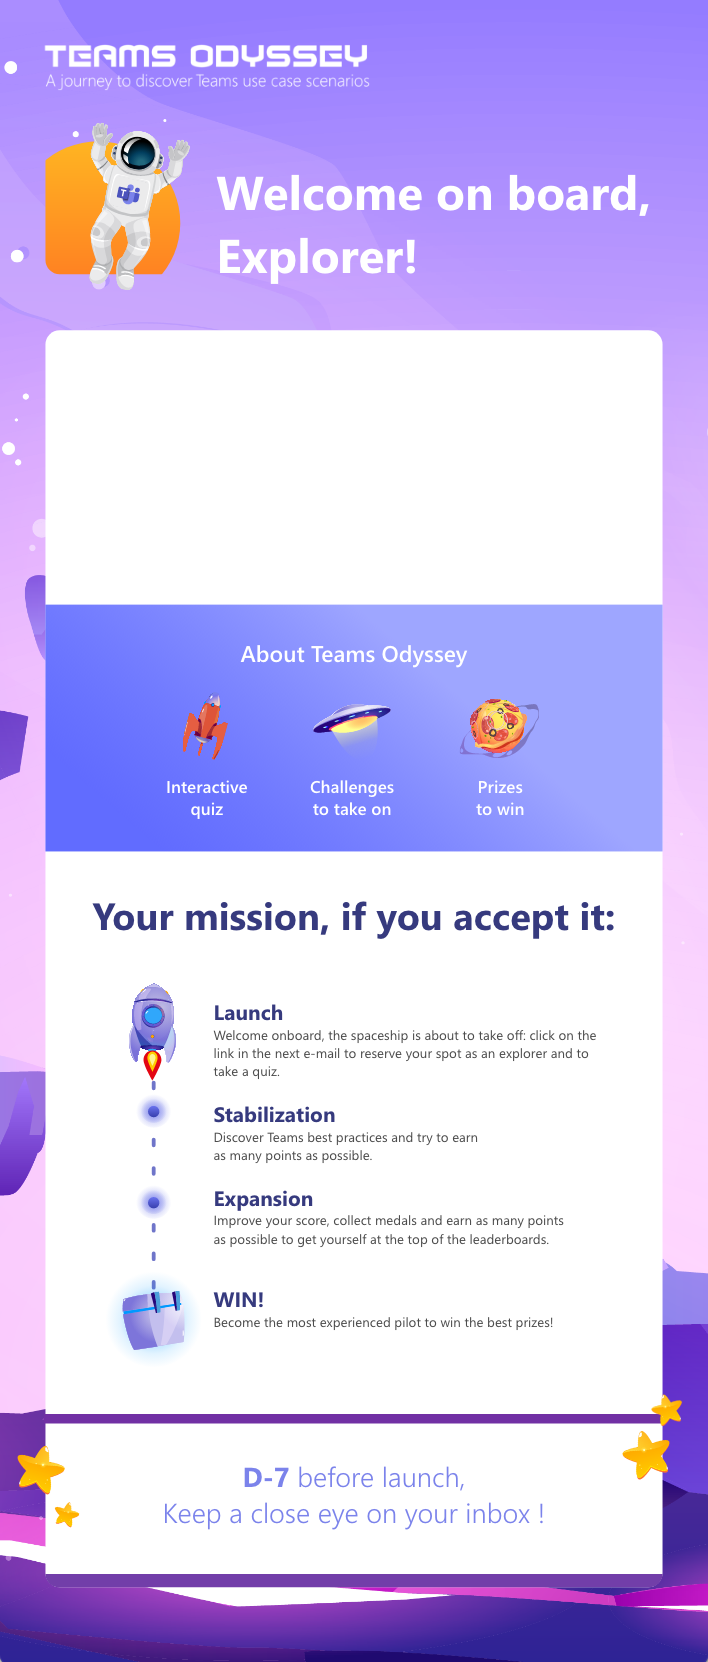 TEAMS ODYSSEY
A journey to discover Teams use case scenarios
Welcome on board,
Explorer!
About Teams Odyssey
Interactive
quiz
Challenges
to take on
Prizes
to win
Your mission, if you accept it:
Launch
Welcome onboard, the spaceship is about to take off: click on the
link in the next e-mail to reserve your spot as an explorer and to
take a quiz.
Stabilization
Discover Teams best practices and try to earn
as many points as possible.
Expansion
Improve your score, collect medals and earn as many points
as possible to get yourself at the top of the leaderboards.
WIN!
Become the most experienced pilot to win the best prizes!
D-7 before launch,
Keep a close eye on your inbox !